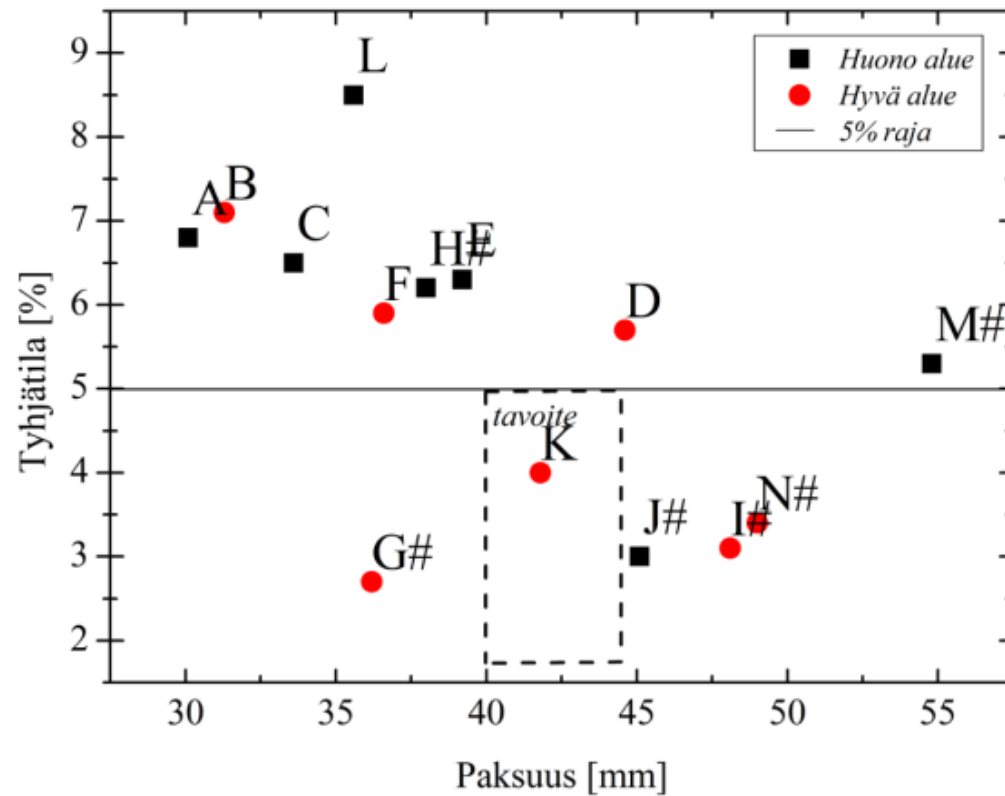 9
8
7
6
5
4
3
2
Tyhjätila [%]
L
A
B
C
F
H#
E
D
M#
tavoite
K
G#
J#
I#
N#
Huono alue
Hyvä alue
5% raja
30 35 40 45 50 55
Paksuus [mm]